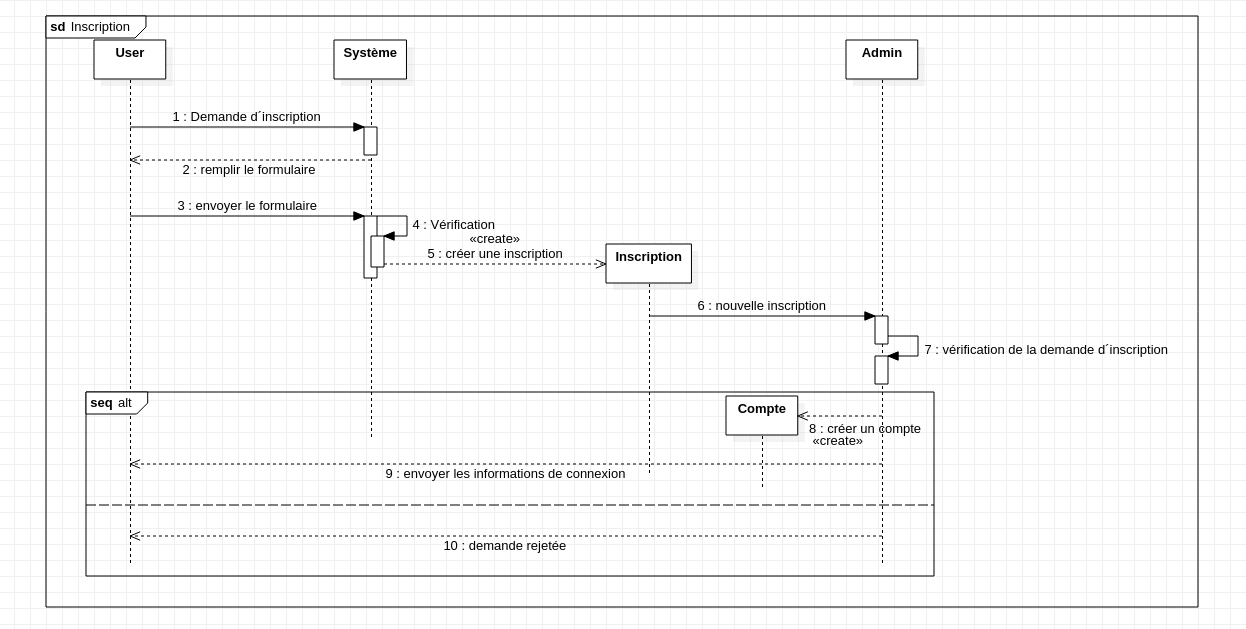 sd Inscription
User
Système
Admin
1 : Demande d´inscription
2 : remplir le formulaire
3 : envoyer le formulaire
4 : Vérification
«create»
5 : créer une inscription
Inscription
6 : nouvelle inscription
7 : vérification de la demande d´inscription
seq alt
Compte
8 : créer un compte
«create»
9 : envoyer les informations de connexion
10 : demande rejetée